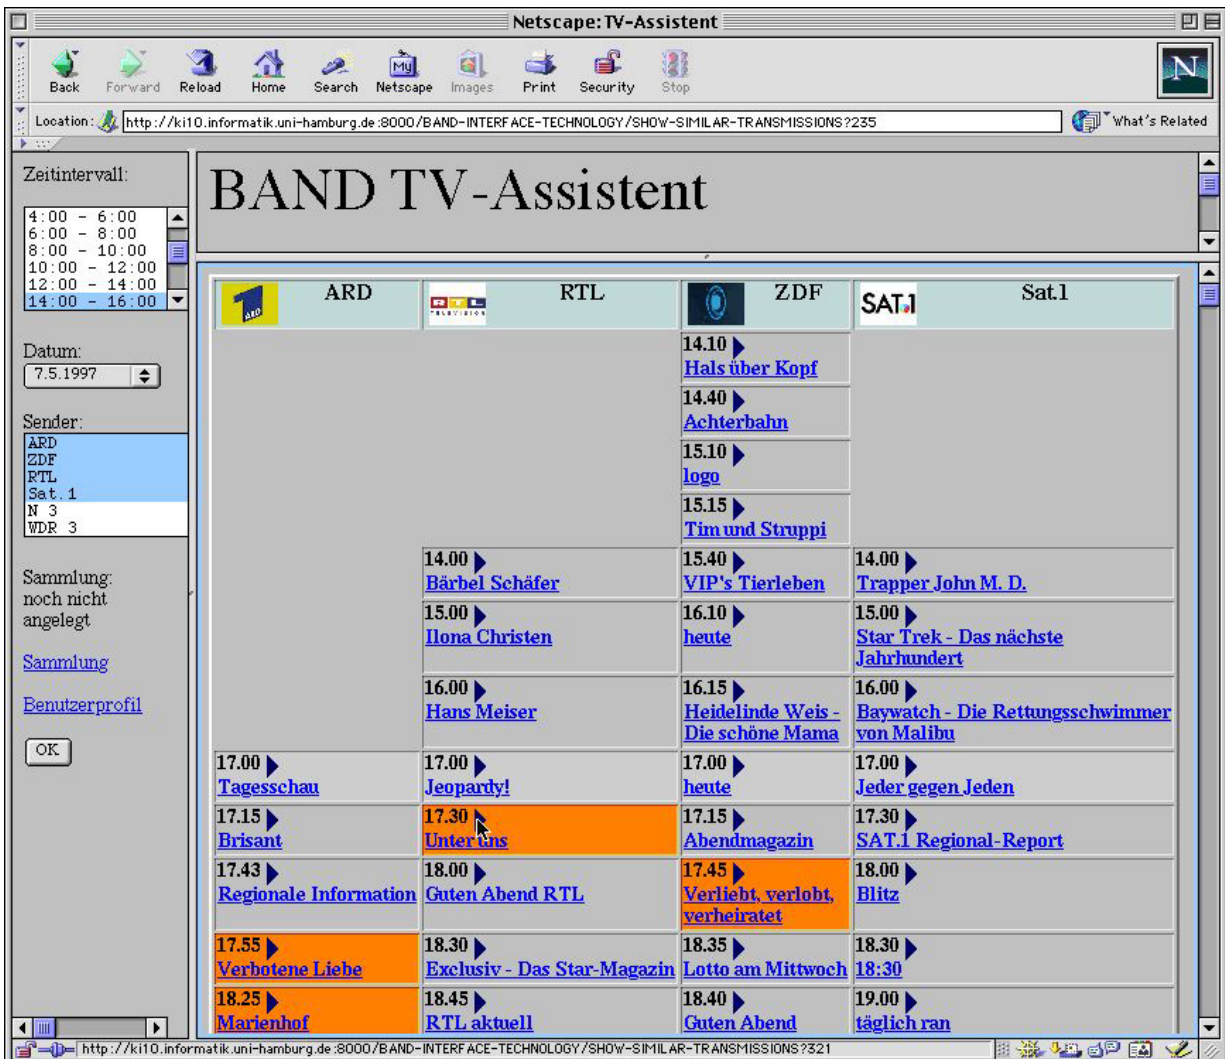 Netscape: TV-Assistent
Back Forward Reload Home Search Netscape Images Print Security Stop
My
N
Location: http://ki10.informatik.uni-hamburg.de:8000/BAND-INTERFACE-TECHNOLOGY/SHOW-SIMILAR-TRANSMISSIONS?235 What's Related
Zeitintervall:
4:00 - 6:00
6:00 - 8:00
8:00 - 10:00
10:00 - 12:00
12:00 - 14:00
14:00 - 16:00
Datum:
7.5.1997
Sender:
ARD
ZDF
RTL
Sat.1
N 3
WDR 3
Sammlung:
noch nicht
angelegt
Sammlung
Benutzerprofil
OK
BAND TV-Assistent
ARD RTL ZDF Sat.1
1 ARD
RTL TELEVISION
SAT.1
14.10
Hals über Kopf
14.40
Achterbahn
15.10
logo
15.15
Tim und Struppi
14.00 15.40 14.00
Bärbel Schäfer VIP's Tierleben Trapper John M. D.
15.00 16.10 15.00
Ilona Christen heute Star Trek - Das nächste
Jahrhundert
16.00 16.15 16.00
Hans Meiser Heidelinde Weis - Baywatch - Die Rettungsschwimmer
Die schöne Mama von Malibu
17.00 17.00 17.00 17.00
Tagesschau Jeopardy! heute Jeder gegen Jeden
17.15 17.30 17.15 17.30
Brisant Unter uns Abendmagazin SAT.1 Regional-Report
17.43 18.00 17.45 18.00
Regionale Information Guten Abend RTL Verliebt, verlobt, Blitz
verheiratet
17.55 18.30 18.35 18.30
Verbotene Liebe Exclusiv - Das Star-Magazin Lotto am Mittwoch 18:30
18.25 18.45 18.40 19.00
Marienhof RTL aktuell Guten Abend täglich ran
http://ki10.informatik.uni-hamburg.de:8000/BAND-INTERFACE-TECHNOLOGY/SHOW-SIMILAR-TRANSMISSIONS?321